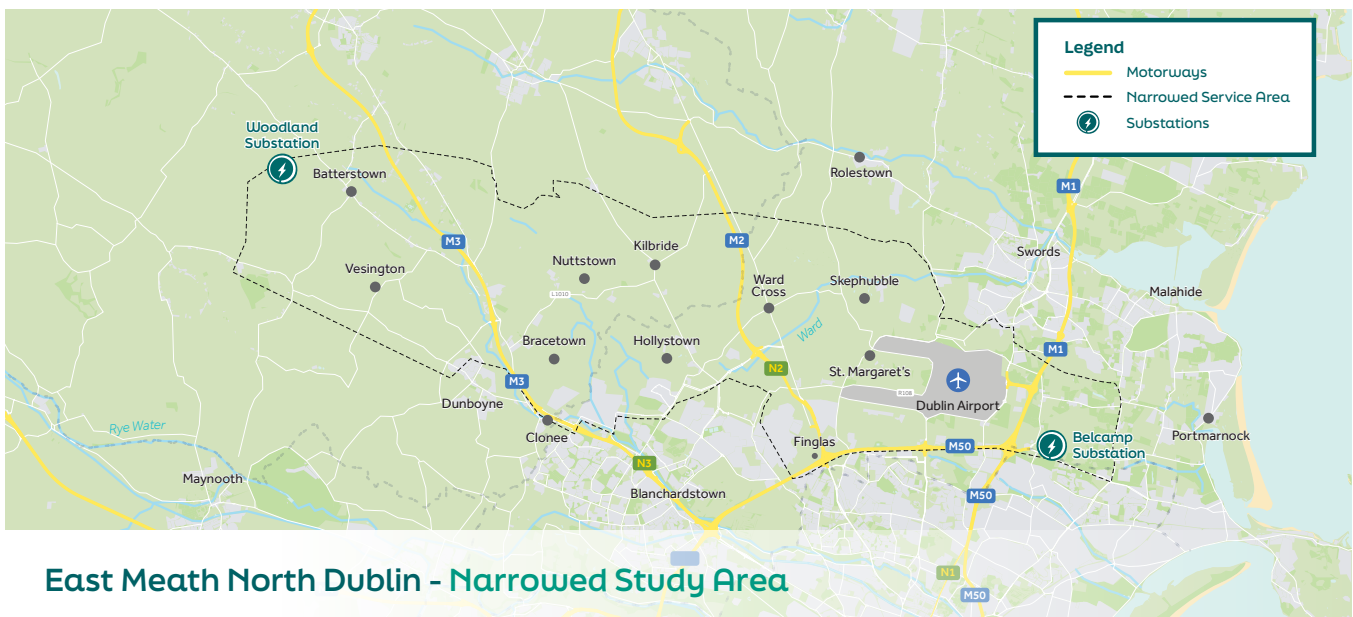 Legend
Motorways
Narrowed Service Area
Substations
Woodland
Substation
Batterstown
Rolestown
M1
M3
M2
Swords
Kilbride
Nuttstown
Vesington
Ward
Cross
Skephubble
Malahide
L1010
Ward
Bracetown
Hollystown
M1
N2
St. Margaret's
M3
R108
Dublin Airport
Dunboyne
Clonee
Rye Water
Finglas
M50
Belcamp
Substation
Portmarnock
N3
Maynooth
Blanchardstown
M50
N1
M50
East Meath North Dublin - Narrowed Study Area